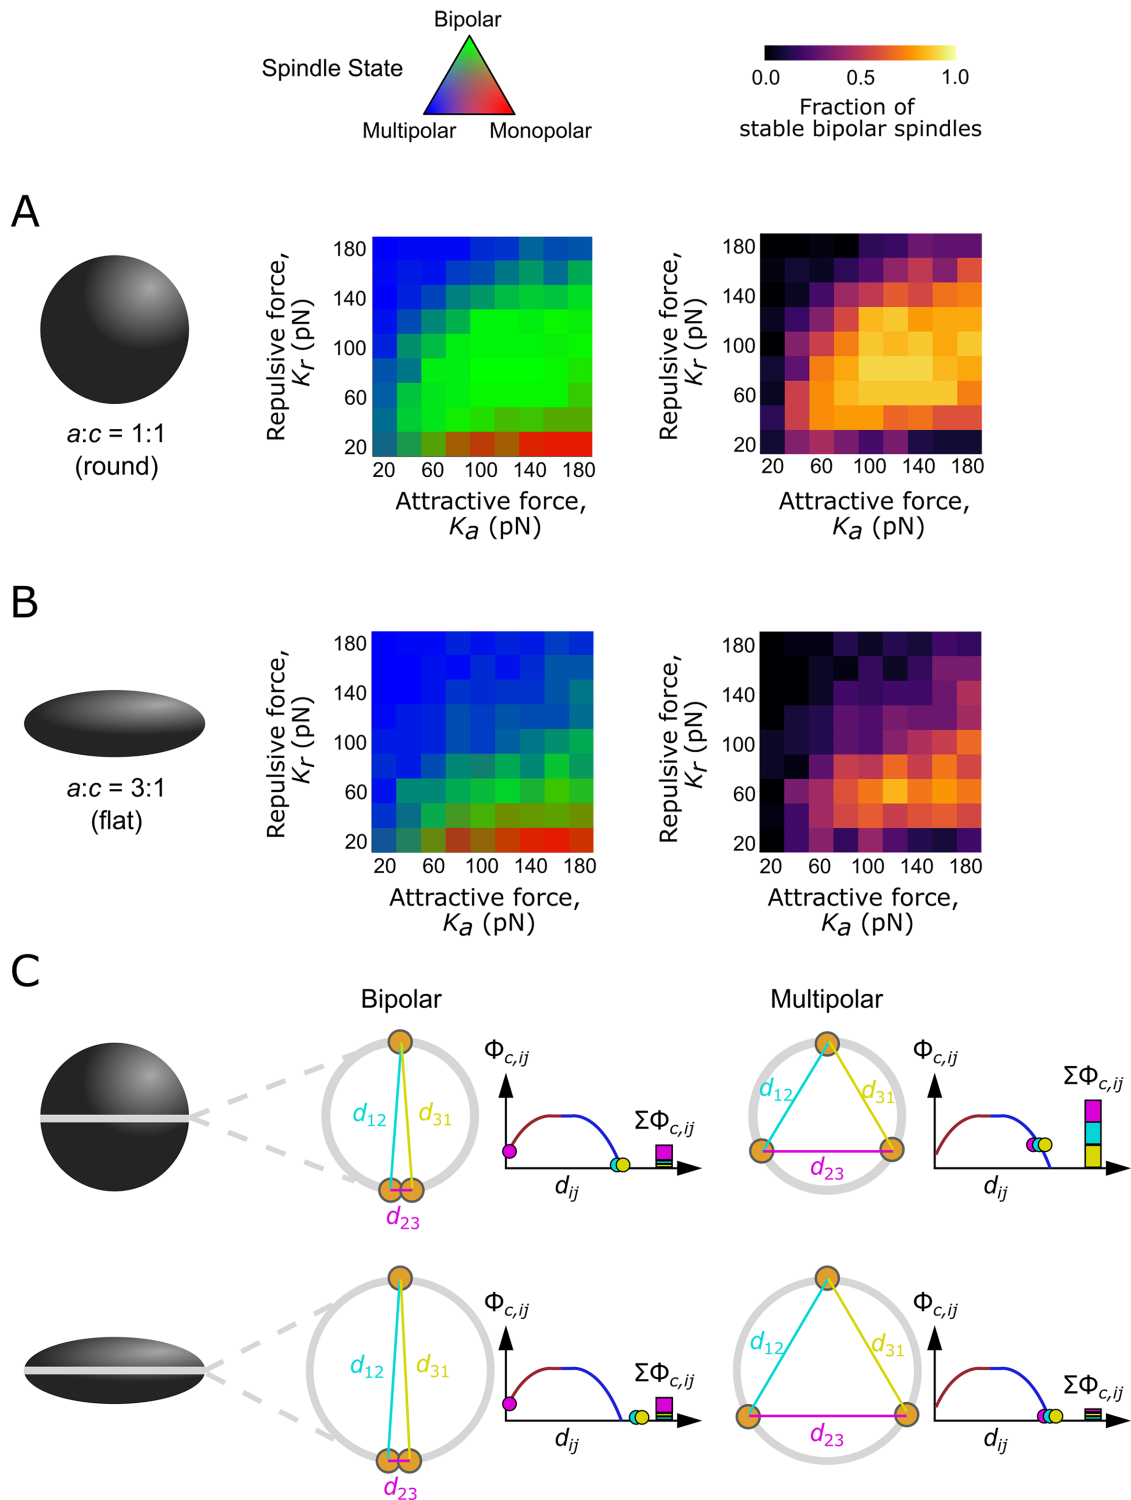 Bipolar
Spindle State
Multipolar Monopolar
0.0 0.5 1.0
Fraction of
stable bipolar spindles
A
a:c = 1:1
(round)
Repulsive force,
Kr (pN)
180
140
100
60
20
20 60 100 140 180
Attractive force,
Ka (pN)
Repulsive force,
Kr (pN)
180
140
100
60
20
20 60 100 140 180
Attractive force,
Ka (pN)
B
a:c = 3:1
(flat)
Repulsive force,
Kr (pN)
180
140
100
60
20
20 60 100 140 180
Attractive force,
Ka (pN)
Repulsive force,
Kr (pN)
180
140
100
60
20
20 60 100 140 180
Attractive force,
Ka (pN)
C
Bipolar Multipolar
d12 d31
d23
Φc,ij
ΣΦc,ij
dij
d12 d31
d23
Φc,ij
ΣΦc,ij
dij
d12 d31
d23
Φc,ij
ΣΦc,ij
dij
d12 d31
d23
Φc,ij
ΣΦc,ij
dij